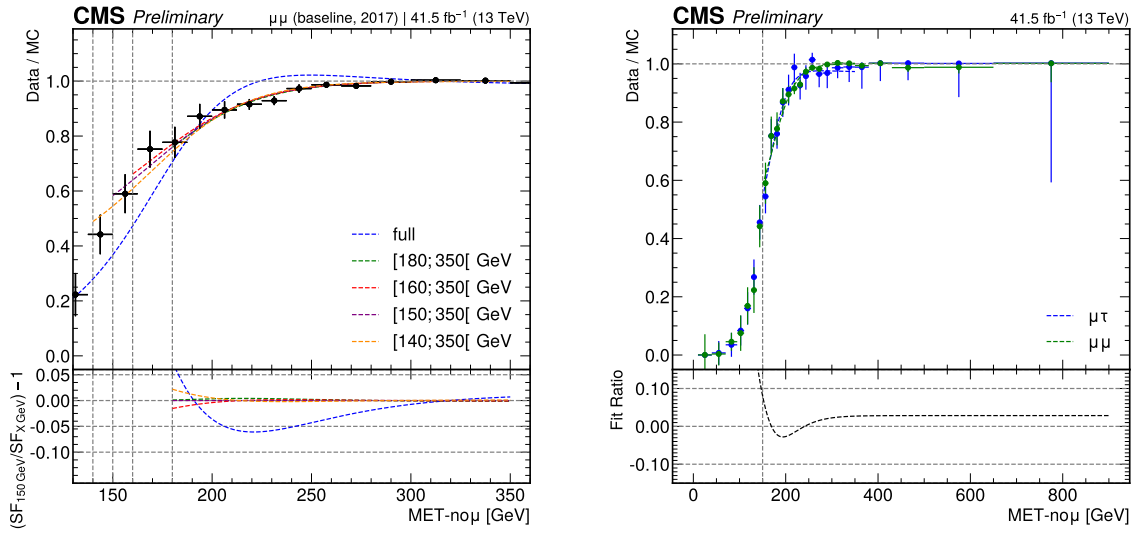 CMS Preliminary
μμ (baseline, 2017) | 41.5 fb⁻¹ (13 TeV)
Data / MC
1.0
0.8
0.6
0.4
0.2
0.0
full
[180; 350[ GeV
[160; 350[ GeV
[150; 350[ GeV
[140; 350[ GeV
(SF150 GeV/SFX GeV) − 1
0.05
0.00
-0.05
-0.10
150 200 250 300 350
MET-noμ [GeV]
CMS Preliminary
41.5 fb⁻¹ (13 TeV)
Data / MC
1.0
0.8
0.6
0.4
0.2
0.0
μτ
μμ
Fit Ratio
0.10
0.00
-0.10
0 200 400 600 800
MET-noμ [GeV]